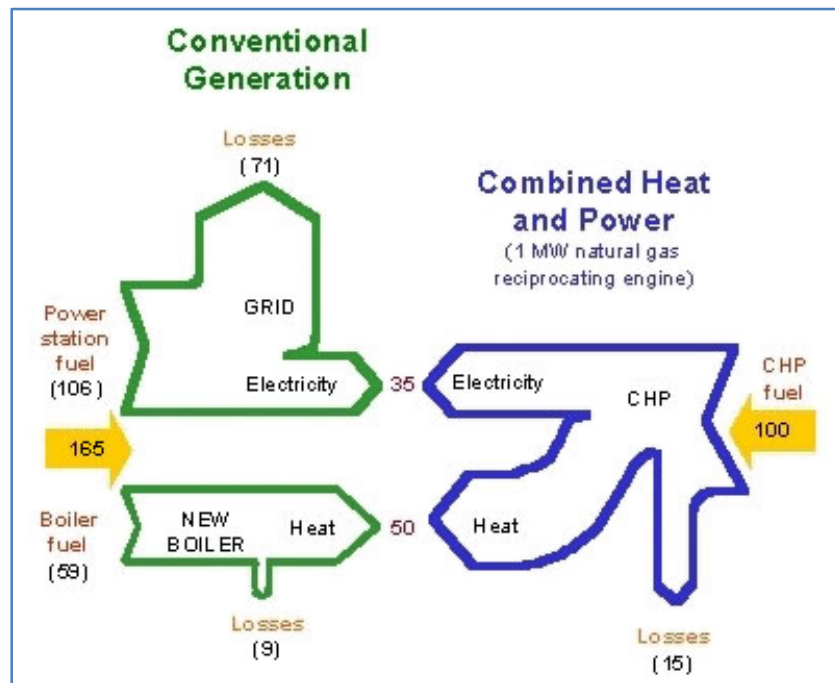 Conventional
Generation
Losses
(71)
Combined Heat
and Power
(1 MW natural gas
reciprocating engine)
GRID
Power
station
fuel
(106)
Electricity
35
Electricity
CHP
CHP
fuel
100
165
Boiler
fuel
(59)
NEW
BOILER
Heat
50
Heat
Losses
(9)
Losses
(15)